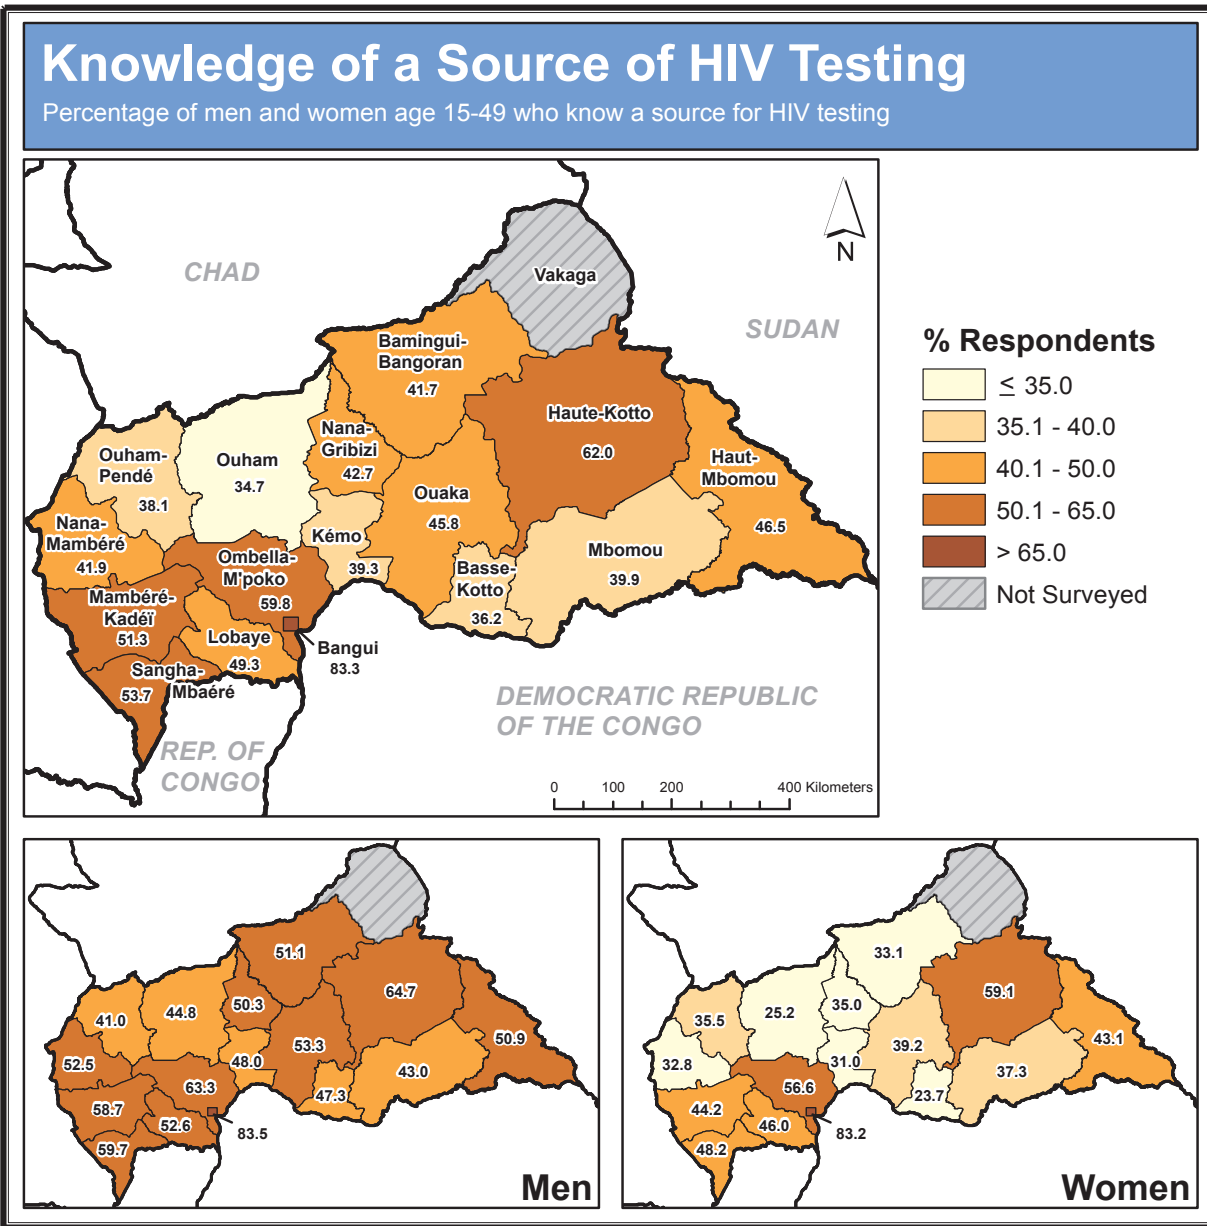 Knowledge of a Source of HIV Testing
Percentage of men and women age 15-49 who know a source for HIV testing
CHAD
SUDAN
DEMOCRATIC REPUBLIC
OF THE CONGO
REP. OF
CONGO
N
Vakaga
Bamingui-
Bangoran
41.7
Haute-Kotto
62.0
Nana-
Gribizi
42.7
Haut-
Mbomou
46.5
Ouham-
Pendé
38.1
Ouham
34.7
Ouaka
45.8
Nana-
Mambéré
41.9
Kémo
39.3
Ombella-
M'poko
59.8
Basse-
Kotto
36.2
Mbomou
39.9
Mambéré-
Kadéï
51.3
Lobaye
49.3
Bangui
83.3
Sangha-
Mbaéré
53.7
0 100 200 400 Kilometers
% Respondents
≤ 35.0
35.1 - 40.0
40.1 - 50.0
50.1 - 65.0
> 65.0
Not Surveyed
51.1
64.7
50.3
44.8
41.0
53.3
50.9
52.5
48.0
43.0
63.3
47.3
58.7
52.6
83.5
59.7
Men
33.1
59.1
35.0
25.2
35.5
39.2
43.1
32.8
31.0
37.3
56.6
23.7
44.2
46.0
83.2
48.2
Women